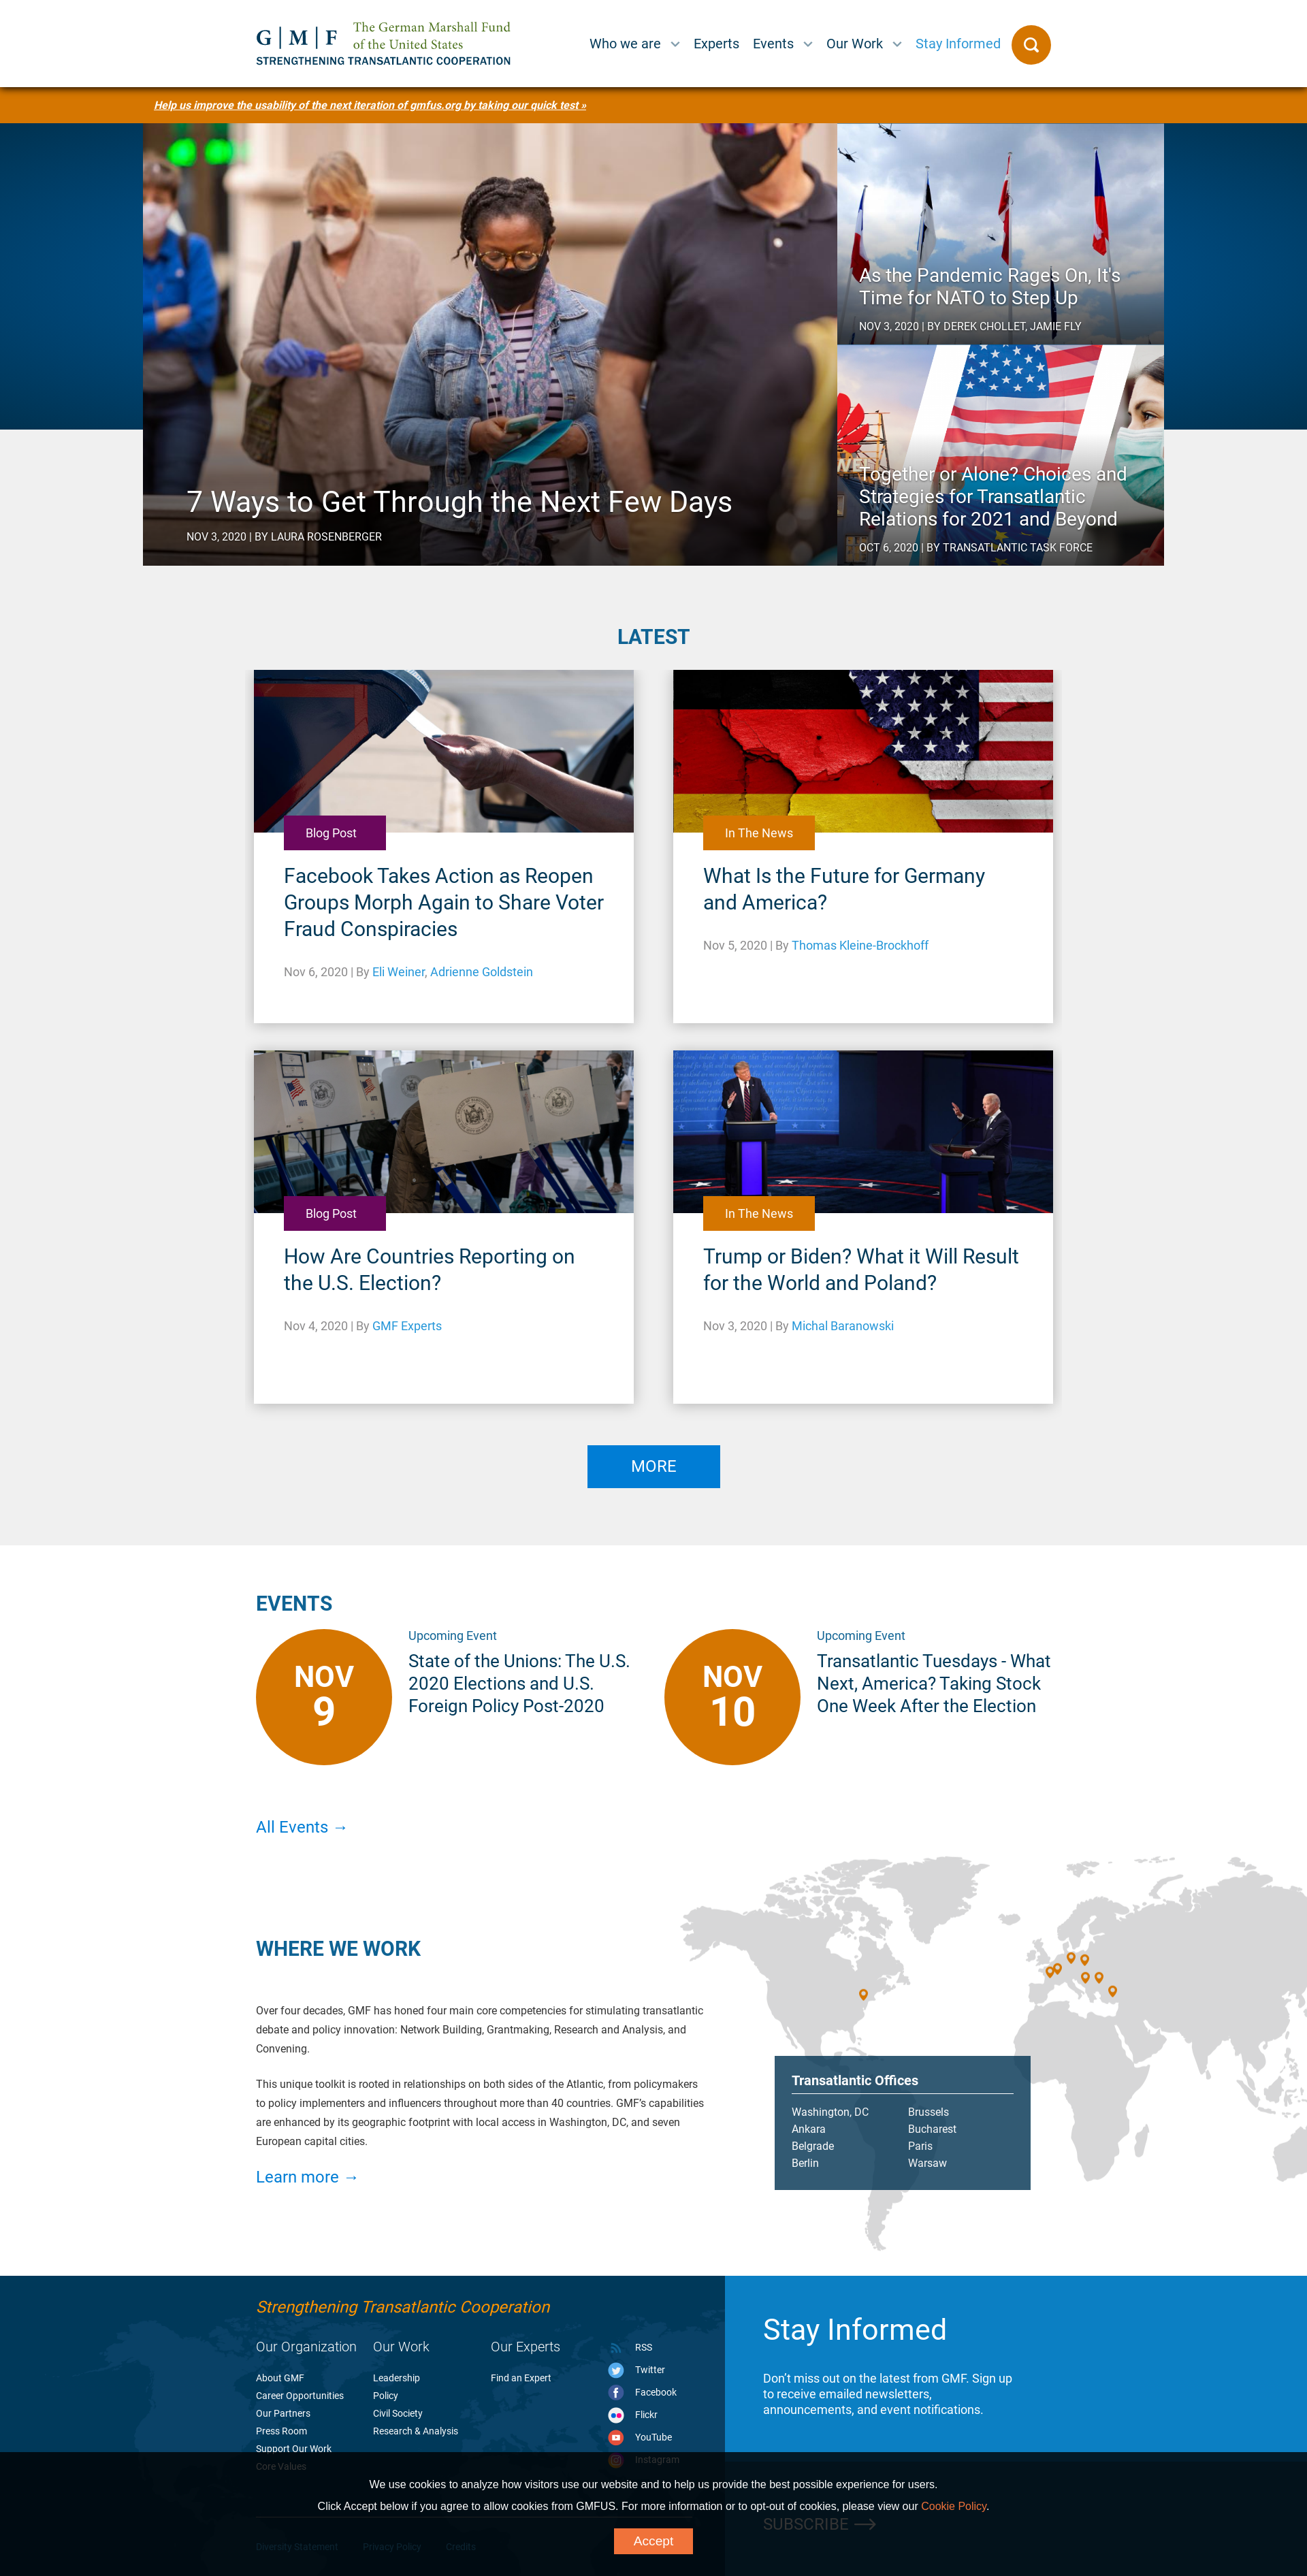 G | M | F
The German Marshall Fund
of the United States
STRENGTHENING TRANSATLANTIC COOPERATION
Who we are
Experts
Events
Our Work
Stay Informed
Help us improve the usability of the next iteration of gmfus.org by taking our quick test »
7 Ways to Get Through the Next Few Days
NOV 3, 2020 | BY LAURA ROSENBERGER
As the Pandemic Rages On, It's
Time for NATO to Step Up
NOV 3, 2020 | BY DEREK CHOLLET, JAMIE FLY
Together or Alone? Choices and
Strategies for Transatlantic
Relations for 2021 and Beyond
OCT 6, 2020 | BY TRANSATLANTIC TASK FORCE
LATEST
Blog Post
Facebook Takes Action as Reopen
Groups Morph Again to Share Voter
Fraud Conspiracies
Nov 6, 2020 | By Eli Weiner, Adrienne Goldstein
In The News
What Is the Future for Germany
and America?
Nov 5, 2020 | By Thomas Kleine-Brockhoff
VOTE
VOTE
Blog Post
How Are Countries Reporting on
the U.S. Election?
Nov 4, 2020 | By GMF Experts
In The News
Trump or Biden? What it Will Result
for the World and Poland?
Nov 3, 2020 | By Michal Baranowski
MORE
EVENTS
NOV
9
Upcoming Event
State of the Unions: The U.S.
2020 Elections and U.S.
Foreign Policy Post-2020
NOV
10
Upcoming Event
Transatlantic Tuesdays - What
Next, America? Taking Stock
One Week After the Election
All Events →
WHERE WE WORK
Over four decades, GMF has honed four main core competencies for stimulating transatlantic
debate and policy innovation: Network Building, Grantmaking, Research and Analysis, and
Convening.
This unique toolkit is rooted in relationships on both sides of the Atlantic, from policymakers
to policy implementers and influencers throughout more than 40 countries. GMF's capabilities
are enhanced by its geographic footprint with local access in Washington, DC, and seven
European capital cities.
Learn more →
Transatlantic Offices
Washington, DC
Ankara
Belgrade
Berlin
Brussels
Bucharest
Paris
Warsaw
Strengthening Transatlantic Cooperation
Our Organization
About GMF
Career Opportunities
Our Partners
Press Room
Support Our Work
Core Values
Our Work
Leadership
Policy
Civil Society
Research & Analysis
Our Experts
Find an Expert
RSS
Twitter
Facebook
Flickr
YouTube
Instagram
Stay Informed
Don't miss out on the latest from GMF. Sign up
to receive emailed newsletters,
announcements, and event notifications.
SUBSCRIBE
We use cookies to analyze how visitors use our website and to help us provide the best possible experience for users.
Click Accept below if you agree to allow cookies from GMFUS. For more information or to opt-out of cookies, please view our Cookie Policy.
Accept
Diversity Statement
Privacy Policy
Credits